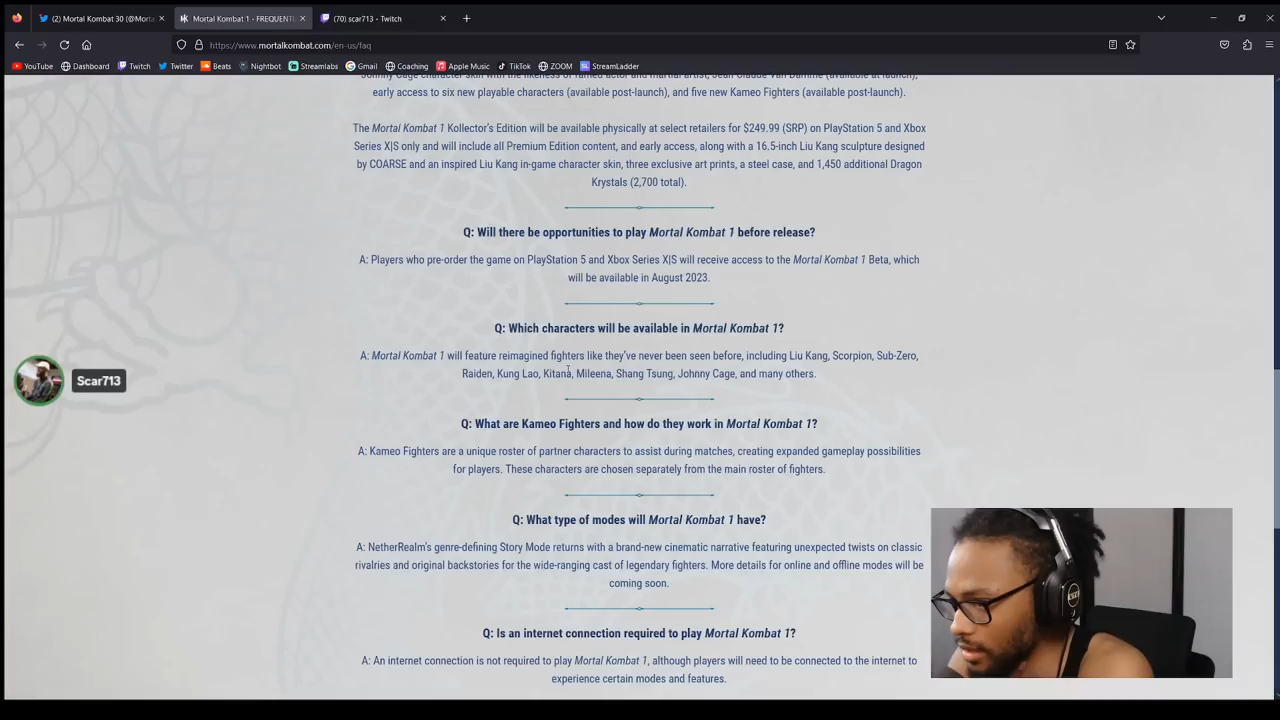 (2) Mortal Kombat 30 (@Morta
Mortal Kombat 1 - FREQUENTL
(70) scar713 - Twitch
https://www.mortalkombat.com/en-us/faq
YouTube Dashboard Twitch Twitter Beats Nightbot Streamlabs Gmail Coaching Apple Music TikTok ZOOM StreamLadder
Johnny Cage character skin with the likeness of famed actor and martial artist, Jean Claude Van Damme (available at launch),
early access to six new playable characters (available post-launch), and five new Kameo Fighters (available post-launch).
The Mortal Kombat 1 Kollector's Edition will be available physically at select retailers for $249.99 (SRP) on PlayStation 5 and Xbox
Series X|S only and will include all Premium Edition content, and early access, along with a 16.5-inch Liu Kang sculpture designed
by COARSE and an inspired Liu Kang in-game character skin, three exclusive art prints, a steel case, and 1,450 additional Dragon
Krystals (2,700 total).
Q: Will there be opportunities to play Mortal Kombat 1 before release?
A: Players who pre-order the game on PlayStation 5 and Xbox Series X|S will receive access to the Mortal Kombat 1 Beta, which
will be available in August 2023.
Q: Which characters will be available in Mortal Kombat 1?
A: Mortal Kombat 1 will feature reimagined fighters like they've never been seen before, including Liu Kang, Scorpion, Sub-Zero,
Raiden, Kung Lao, Kitana, Mileena, Shang Tsung, Johnny Cage, and many others.
Scar713
Q: What are Kameo Fighters and how do they work in Mortal Kombat 1?
A: Kameo Fighters are a unique roster of partner characters to assist during matches, creating expanded gameplay possibilities
for players. These characters are chosen separately from the main roster of fighters.
Q: What type of modes will Mortal Kombat 1 have?
A: NetherRealm's genre-defining Story Mode returns with a brand-new cinematic narrative featuring unexpected twists on classic
rivalries and original backstories for the wide-ranging cast of legendary fighters. More details for online and offline modes will be
coming soon.
Q: Is an internet connection required to play Mortal Kombat 1?
A: An internet connection is not required to play Mortal Kombat 1, although players will need to be connected to the internet to
experience certain modes and features.